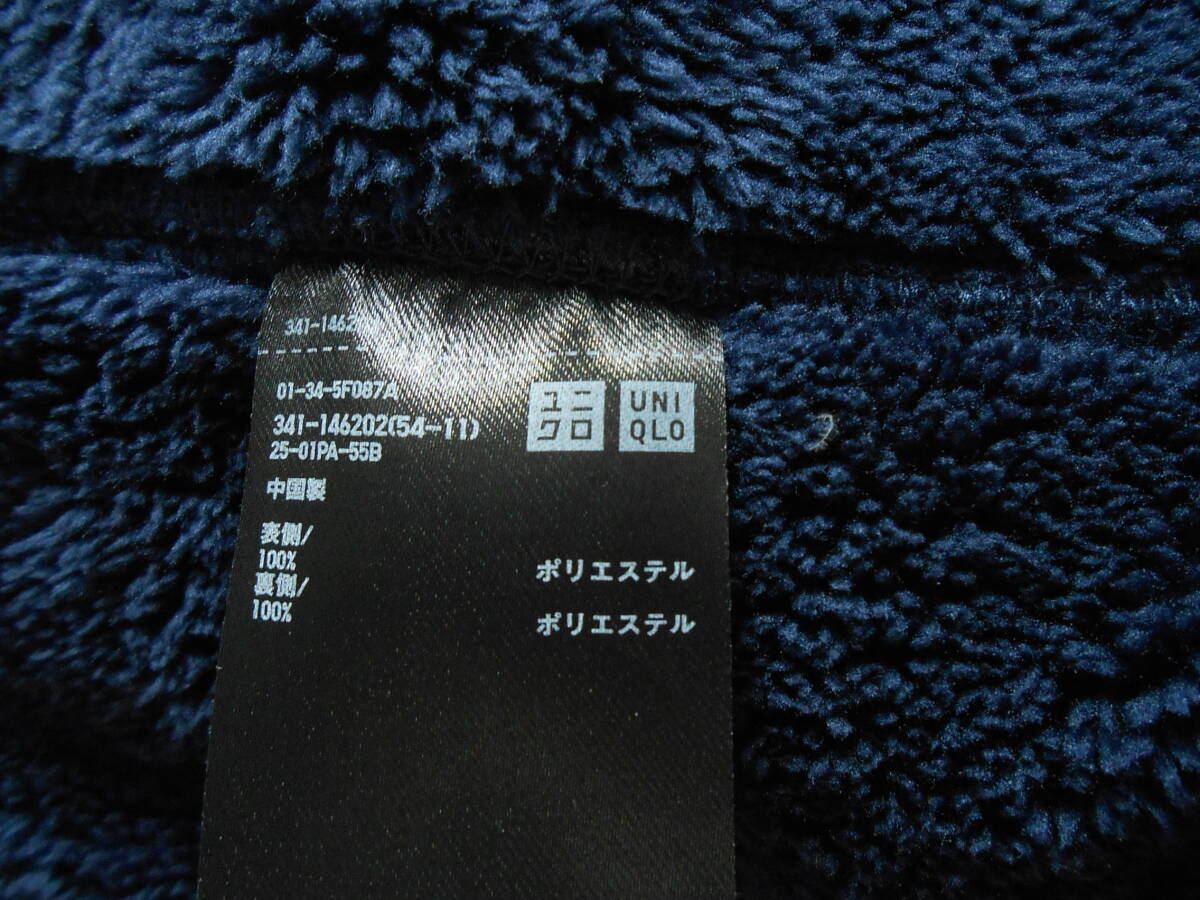 341-1462
01-34-5F087A
341-146202(54-11)
25-01PA-55B
ユニ
クロ
UNI
QLO
中国製
表側/
100% ポリエステル
裏側/
100% ポリエステル